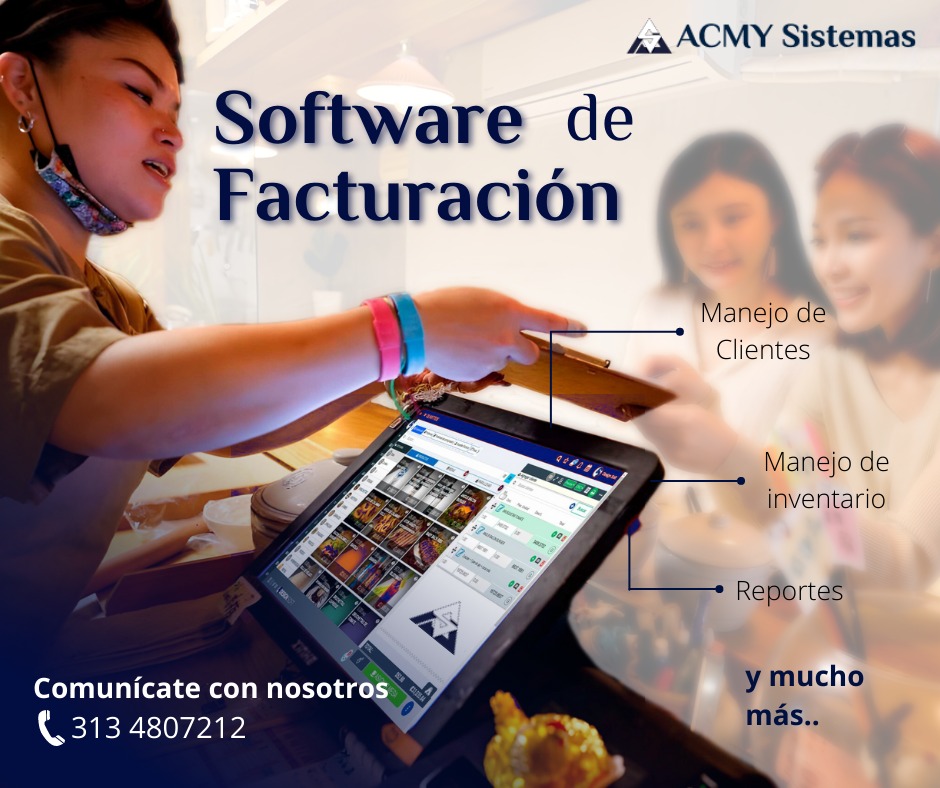 ACMY Sistemas
Software de
Facturación
Manejo de
Clientes
Manejo de
inventario
Reportes
y mucho
más..
Comunícate con nosotros
313 4807212